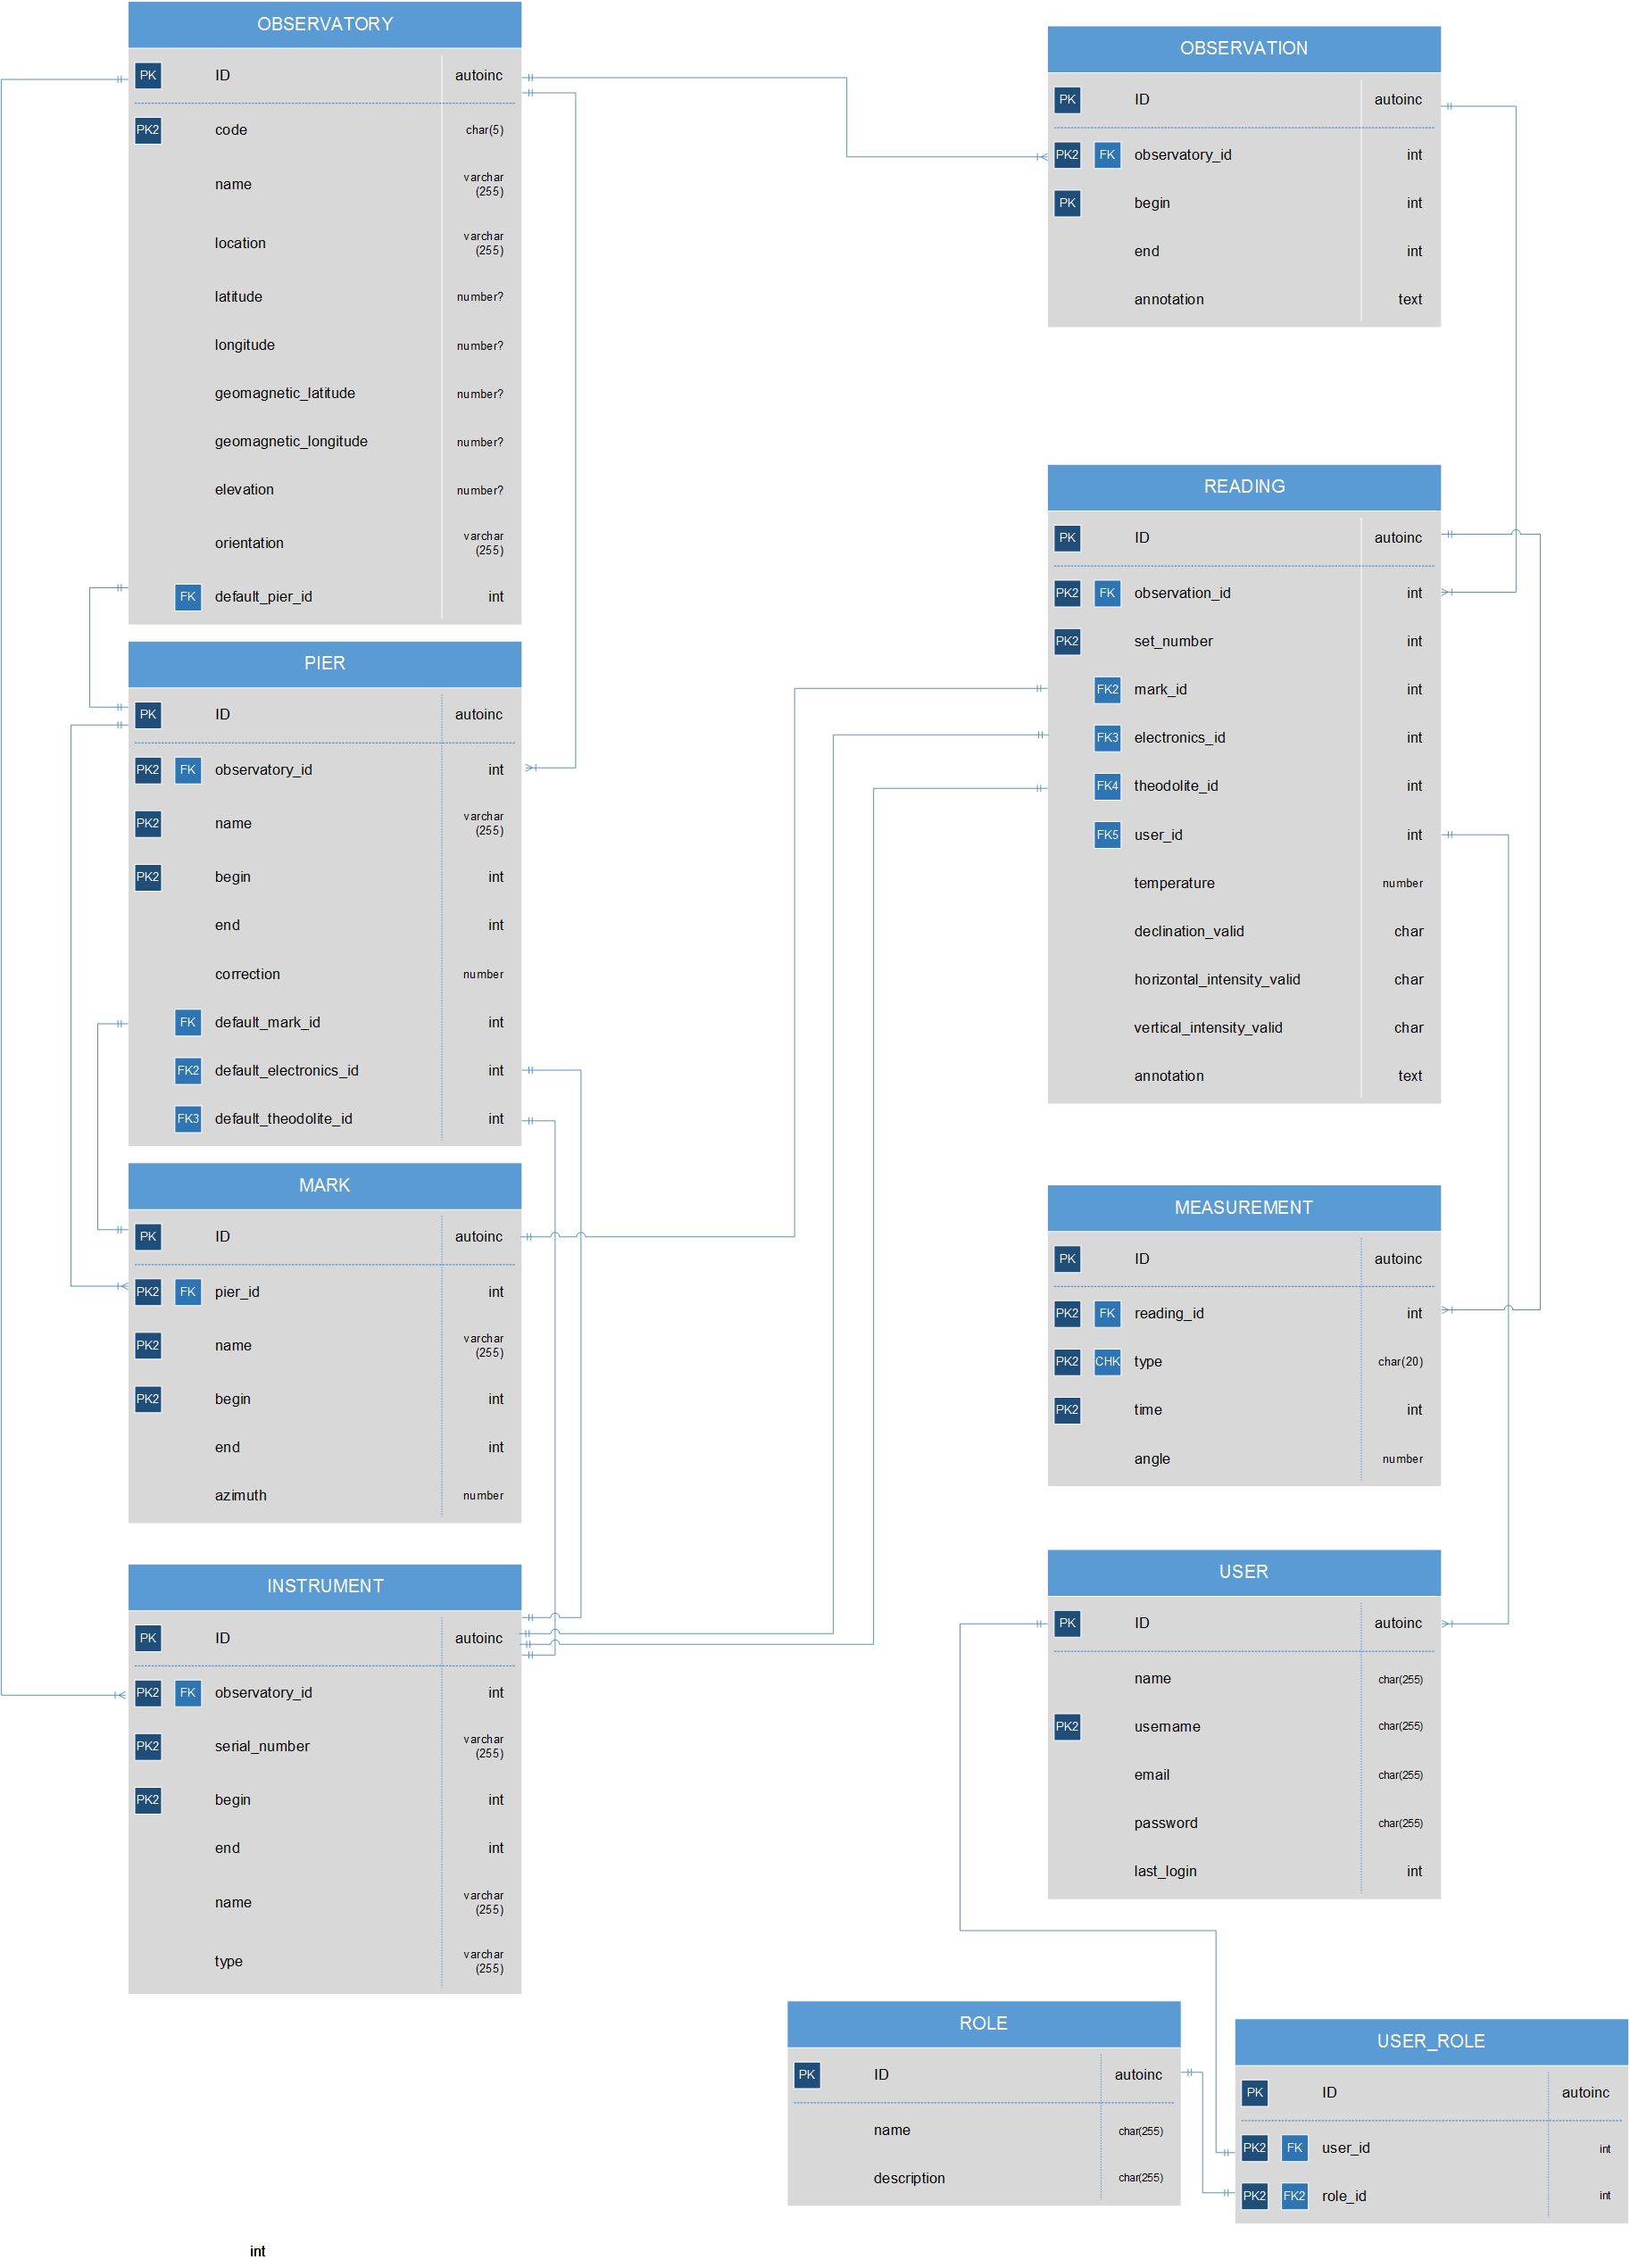 OBSERVATORY
PK ID autoinc
PK2 code char(5)
name varchar
(255)
location varchar
(255)
latitude number?
longitude number?
geomagnetic_latitude number?
geomagnetic_longitude number?
elevation number?
orientation varchar
(255)
FK default_pier_id int
PIER
PK ID autoinc
PK2 FK observatory_id int
PK2 name varchar
(255)
PK2 begin int
end int
correction number
FK default_mark_id int
FK2 default_electronics_id int
FK3 default_theodolite_id int
MARK
PK ID autoinc
PK2 FK pier_id int
PK2 name varchar
(255)
PK2 begin int
end int
azimuth number
INSTRUMENT
PK ID autoinc
PK2 FK observatory_id int
PK2 serial_number varchar
(255)
PK2 begin int
end int
name varchar
(255)
type varchar
(255)
OBSERVATION
PK ID autoinc
PK2 FK observatory_id int
PK begin int
end int
annotation text
READING
PK ID autoinc
PK2 FK observation_id int
PK2 set_number int
FK2 mark_id int
FK3 electronics_id int
FK4 theodolite_id int
FK5 user_id int
temperature number
declination_valid char
horizontal_intensity_valid char
vertical_intensity_valid char
annotation text
MEASUREMENT
PK ID autoinc
PK2 FK reading_id int
PK2 CHK type char(20)
PK2 time int
angle number
USER
PK ID autoinc
name char(255)
PK2 username char(255)
email char(255)
password char(255)
last_login int
ROLE
PK ID autoinc
name char(255)
description char(255)
USER_ROLE
PK ID autoinc
PK2 FK user_id int
PK2 FK2 role_id int
int